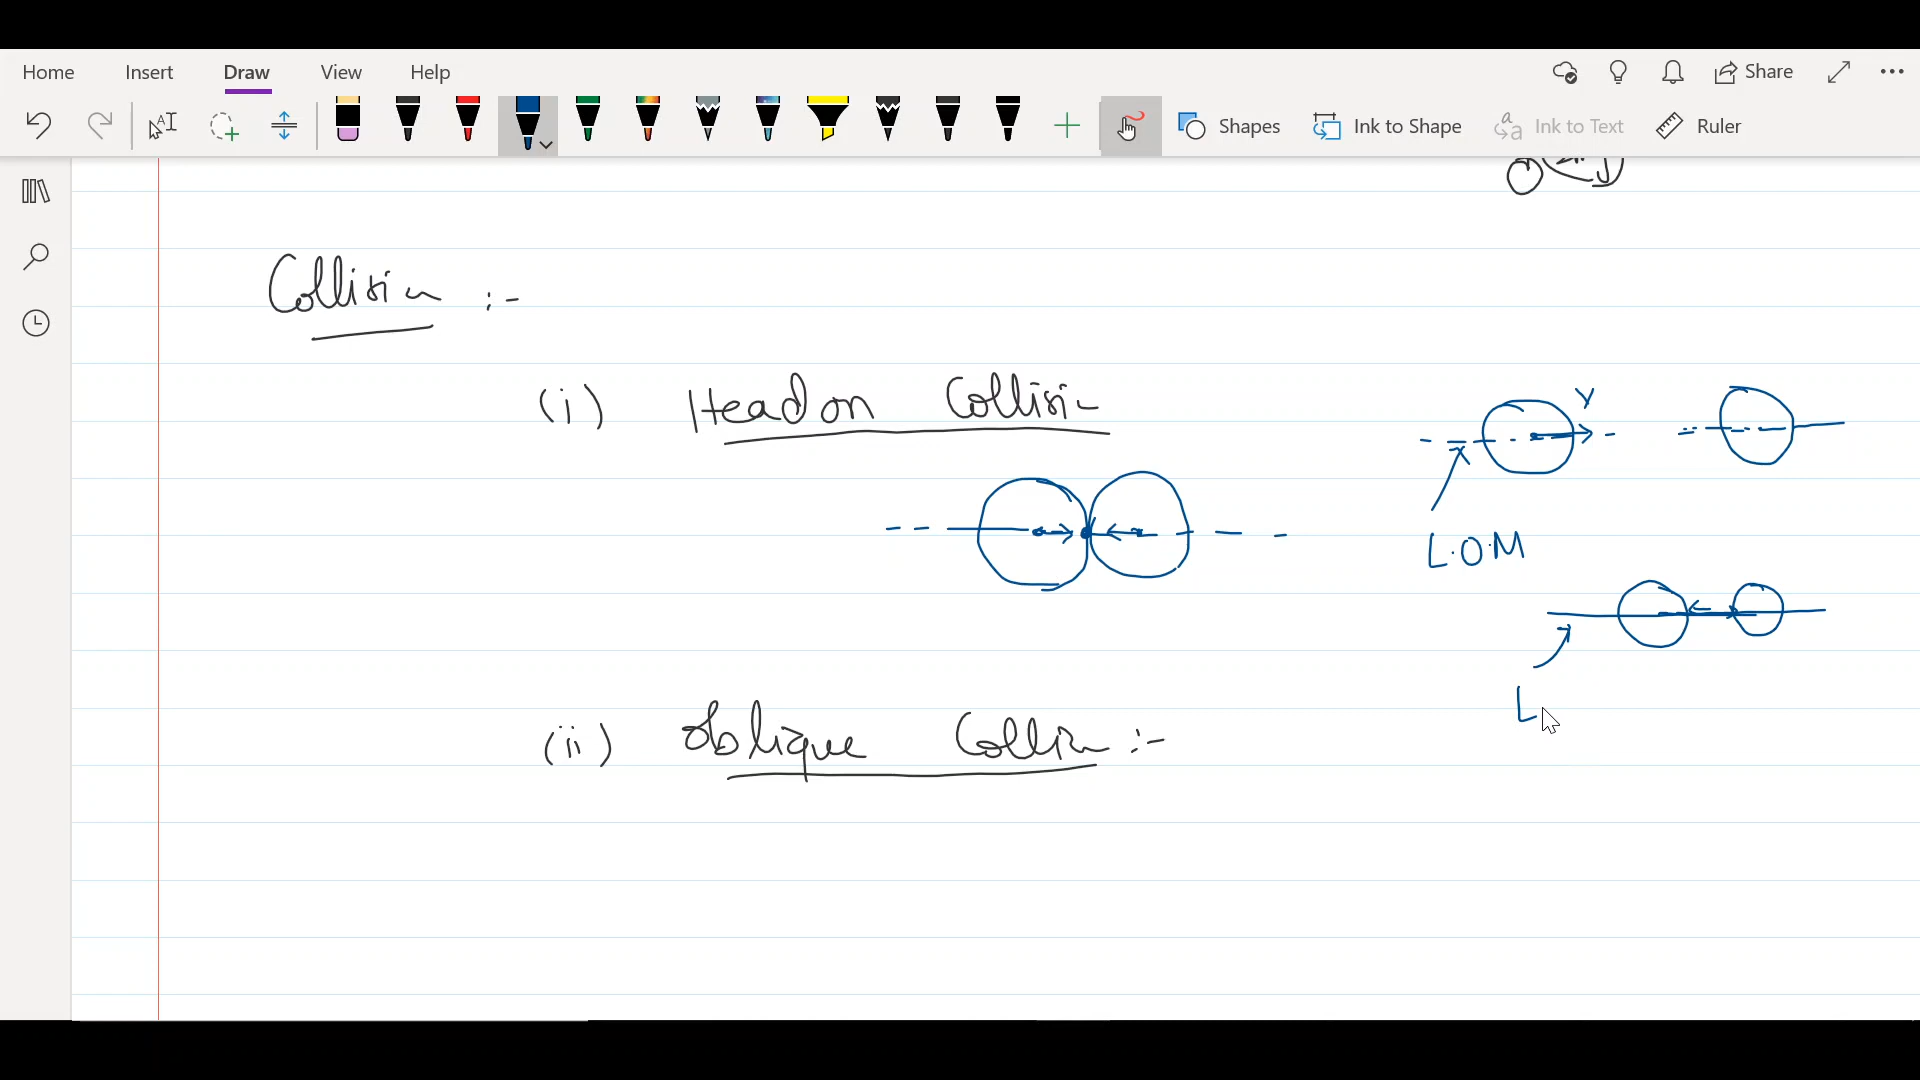 Home Insert Draw View Help
Share
Shapes Ink to Shape Ink to Text Ruler
Collision :-
(i) Head on Collision
V
L.O.M
L
(ii) Oblique Collision :-